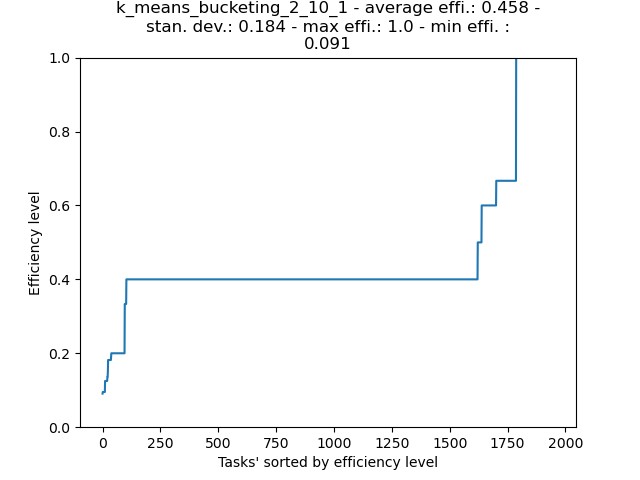 k_means_bucketing_2_10_1 - average effi.: 0.458 -
stan. dev.: 0.184 - max effi.: 1.0 - min effi. :
0.091
1.0
0.8
0.6
0.4
0.2
0.0
Efficiency level
0 250 500 750 1000 1250 1500 1750 2000
Tasks' sorted by efficiency level